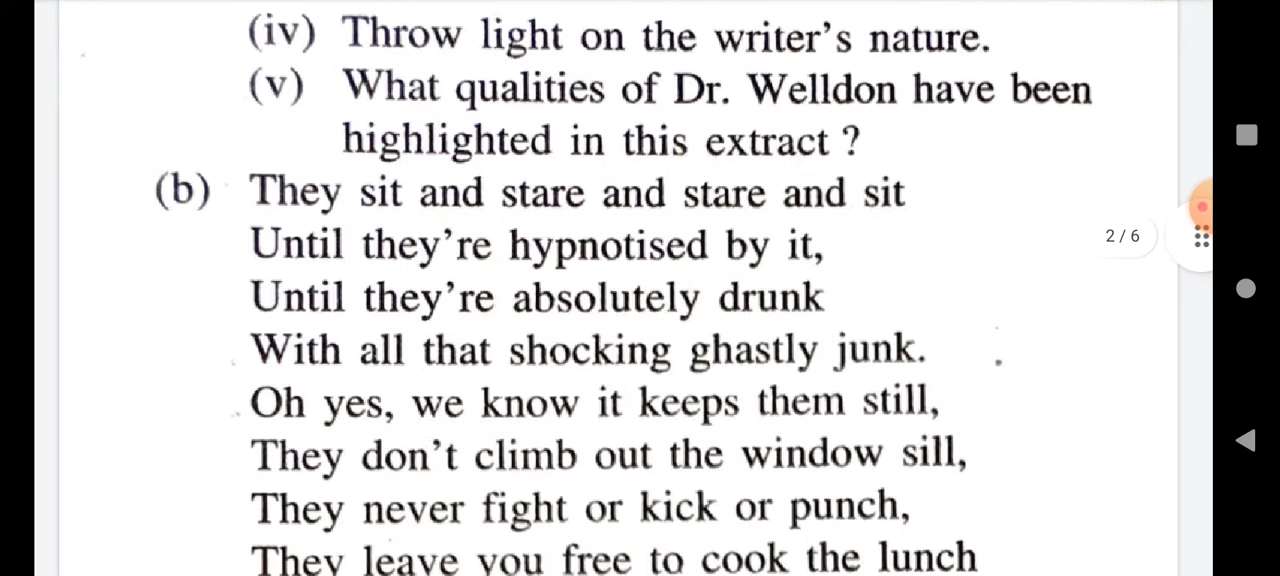 (iv) Throw light on the writer's nature.
(v) What qualities of Dr. Welldon have been
highlighted in this extract ?
(b) They sit and stare and stare and sit
Until they're hypnotised by it,
2/6
Until they're absolutely drunk
With all that shocking ghastly junk.
Oh yes, we know it keeps them still,
They don't climb out the window sill,
They never fight or kick or punch,
They leave you free to cook the lunch